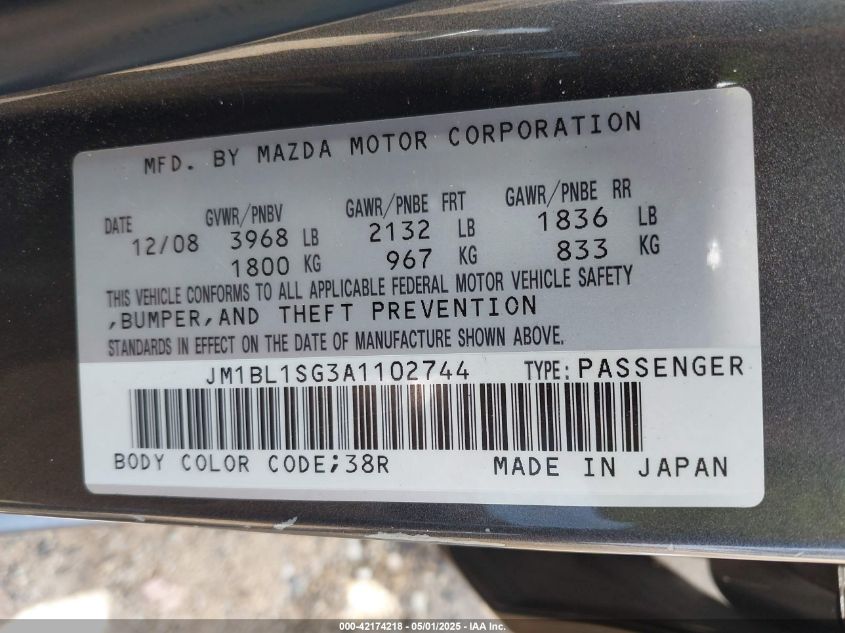 MFD. BY MAZDA MOTOR CORPORATION
DATE GVWR/PNBV GAWR/PNBE FRT GAWR/PNBE RR
12/08 3968 LB 2132 LB 1836 LB
1800 KG 967 KG 833 KG
THIS VEHICLE CONFORMS TO ALL APPLICABLE FEDERAL MOTOR VEHICLE SAFETY
,BUMPER,AND THEFT PREVENTION
STANDARDS IN EFFECT ON THE DATE OF MANUFACTURE SHOWN ABOVE.
JM1BL1SG3A1102744 TYPE: PASSENGER
BODY COLOR CODE;38R MADE IN JAPAN
000-42174218 - 05/01/2025 - IAA Inc.